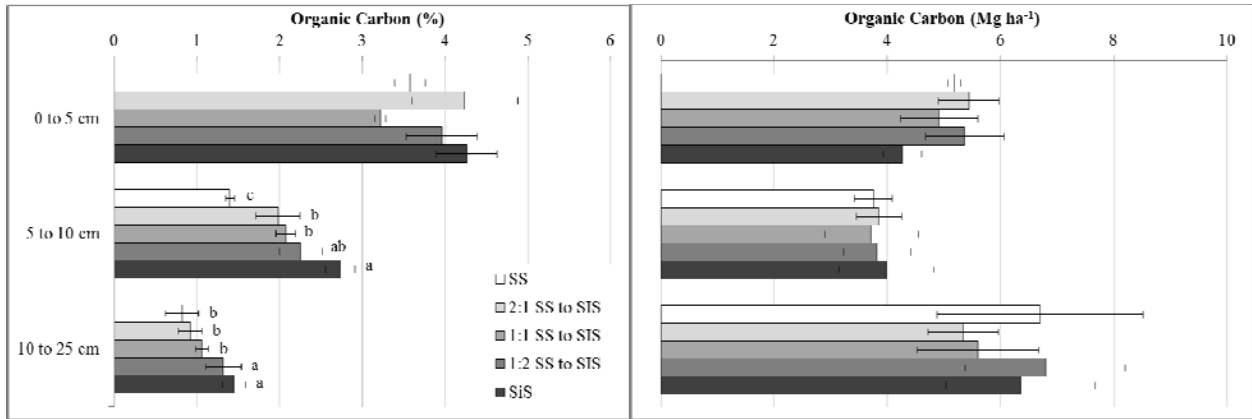 Organic Carbon (%)
0 1 2 3 4 5 6
0 to 5 cm
5 to 10 cm
c
b
b
ab
a
10 to 25 cm
b
b
b
a
a
SS
2:1 SS to SIS
1:1 SS to SIS
1:2 SS to SIS
SiS
Organic Carbon (Mg ha⁻¹)
0 2 4 6 8 10